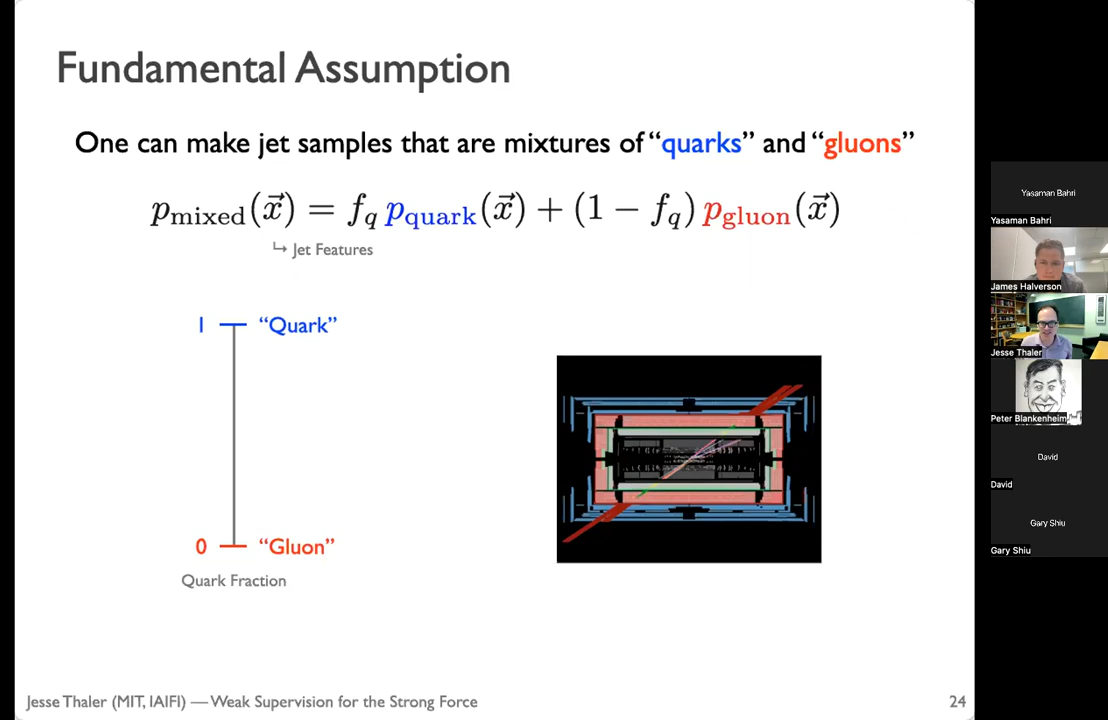 Fundamental Assumption
One can make jet samples that are mixtures of “quarks” and “gluons”
p_mixed(x⃗) = f_q p_quark(x⃗) + (1 − f_q) p_gluon(x⃗)
↳ Jet Features
1 “Quark”
0 “Gluon”
Quark Fraction
Jesse Thaler (MIT, IAIFI) — Weak Supervision for the Strong Force
24
Yasaman Bahri
Yasaman Bahri
James Halverson
Jesse Thaler
Peter Blankenheim
David
David
Gary Shiu
Gary Shiu